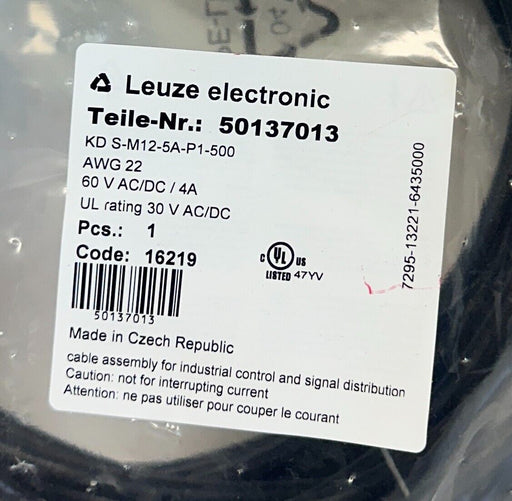 Leuze electronic
Teile-Nr.: 50137013
KD S-M12-5A-P1-500
AWG 22
60 V AC/DC / 4A
UL rating 30 V AC/DC
Pcs.: 1
Code: 16219
50137013
C UL US
LISTED 47YV
7295-13221-6435000
Made in Czech Republic
cable assembly for industrial control and signal distribution
Caution: not for interrupting current
Attention: ne pas utiliser pour couper le courant